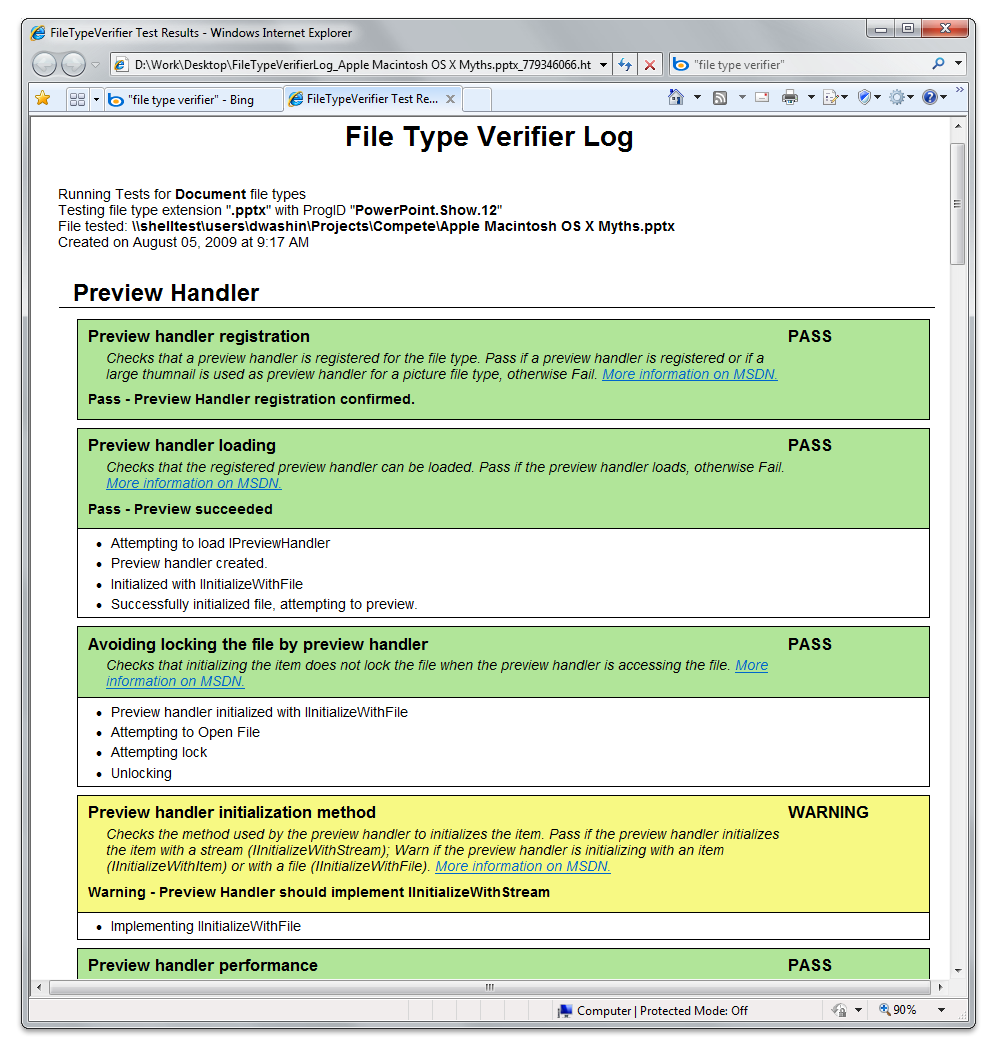 FileTypeVerifier Test Results - Windows Internet Explorer
D:\Work\Desktop\FileTypeVerifierLog_Apple Macintosh OS X Myths.pptx_779346066.ht
"file type verifier"
"file type verifier" - Bing
FileTypeVerifier Test Re...
File Type Verifier Log
Running Tests for Document file types
Testing file type extension ".pptx" with ProgID "PowerPoint.Show.12"
File tested: \\shelltest\users\dwashin\Projects\Compete\Apple Macintosh OS X Myths.pptx
Created on August 05, 2009 at 9:17 AM
Preview Handler
Preview handler registration PASS
Checks that a preview handler is registered for the file type. Pass if a preview handler is registered or if a
large thumnail is used as preview handler for a picture file type, otherwise Fail. More information on MSDN.
Pass - Preview Handler registration confirmed.
Preview handler loading PASS
Checks that the registered preview handler can be loaded. Pass if the preview handler loads, otherwise Fail.
More information on MSDN.
Pass - Preview succeeded
• Attempting to load IPreviewHandler
• Preview handler created.
• Initialized with IInitializeWithFile
• Successfully initialized file, attempting to preview.
Avoiding locking the file by preview handler PASS
Checks that initializing the item does not lock the file when the preview handler is accessing the file. More
information on MSDN.
• Preview handler initialized with IInitializeWithFile
• Attempting to Open File
• Attempting lock
• Unlocking
Preview handler initialization method WARNING
Checks the method used by the preview handler to initializes the item. Pass if the preview handler initializes
the item with a stream (IInitializeWithStream); Warn if the preview handler is initializing with an item
(IInitializeWithItem) or with a file (IInitializeWithFile). More information on MSDN.
Warning - Preview Handler should implement IInitializeWithStream
• Implementing IInitializeWithFile
Preview handler performance PASS
Computer | Protected Mode: Off
90%